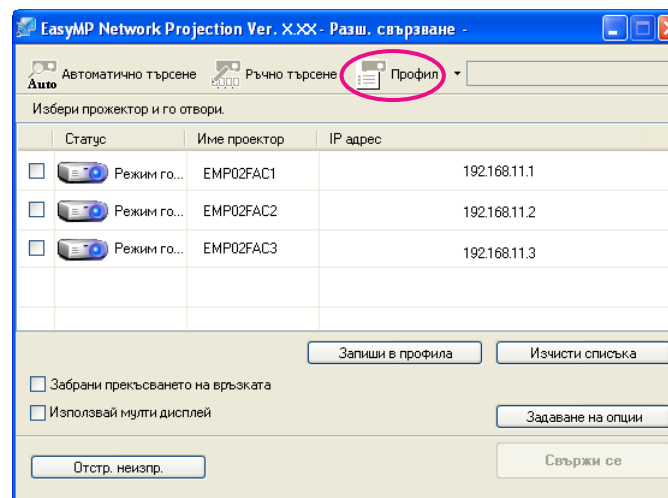 EasyMP Network Projection Ver. X.XX - Разш. свързване -
Auto Автоматично търсене Ръчно търсене Профил
Избери прожектор и го отвори.
Статус Име проектор IP адрес
Режим го... EMP02FAC1 192.168.11.1
Режим го... EMP02FAC2 192.168.11.2
Режим го... EMP02FAC3 192.168.11.3
Запиши в профила Изчисти списъка
Забрани прекъсването на връзката
Използвай мулти дисплей Задаване на опции
Отстр. неизпр. Свържи се